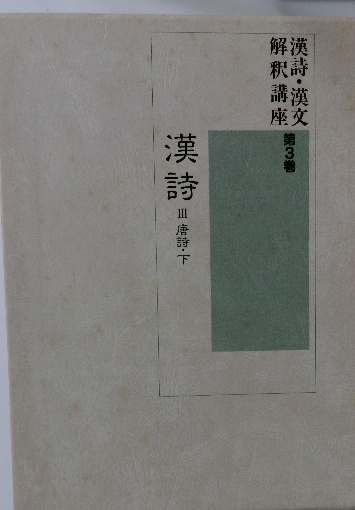 漢詩・漢文
解釈講座
第3巻
漢詩
Ⅲ 唐詩・下